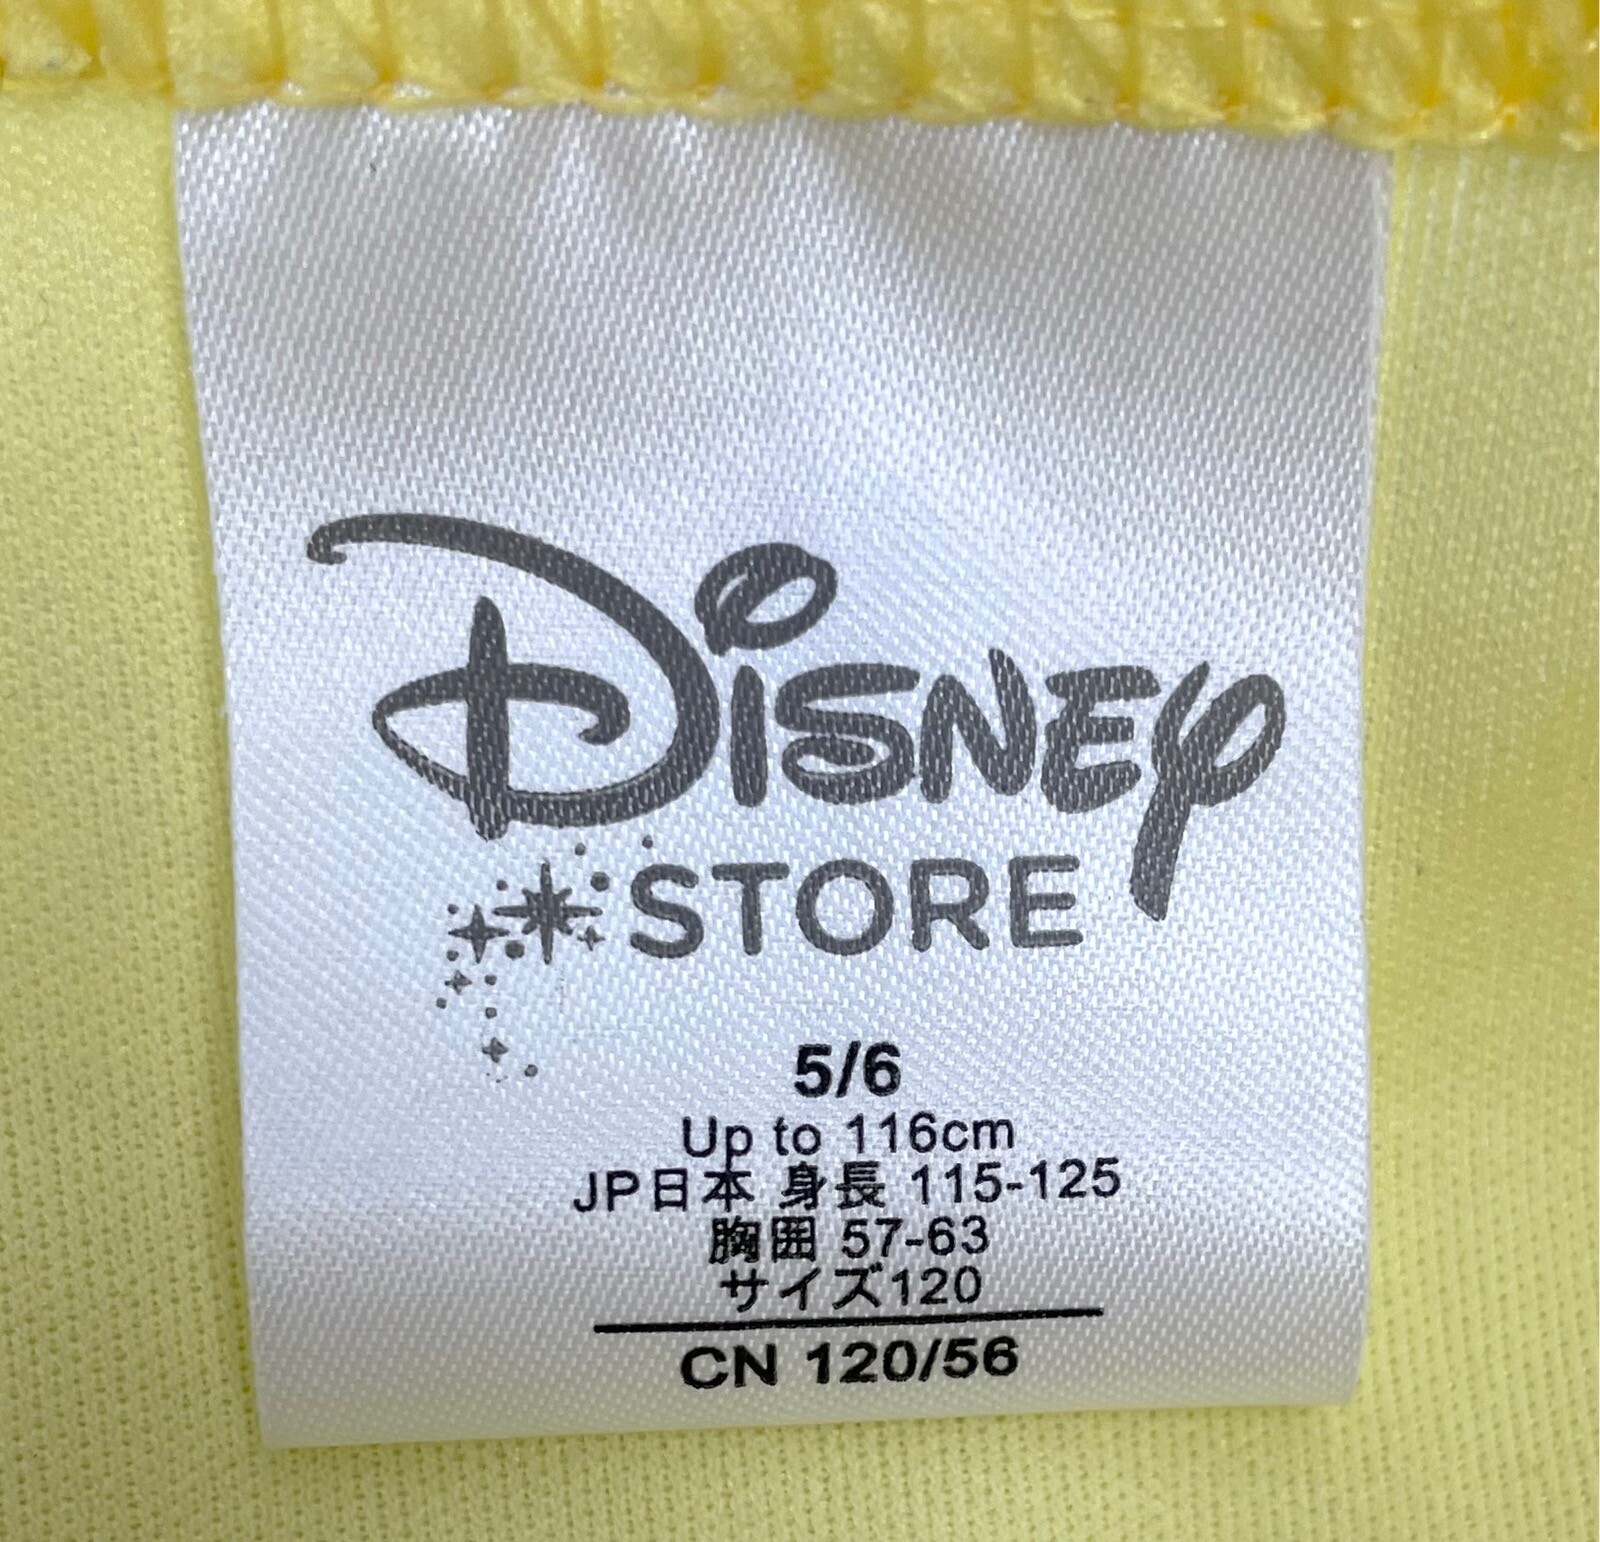 Disney
STORE
5/6
Up to 116cm
JP日本 身長 115-125
胸囲 57-63
サイズ120
CN 120/56